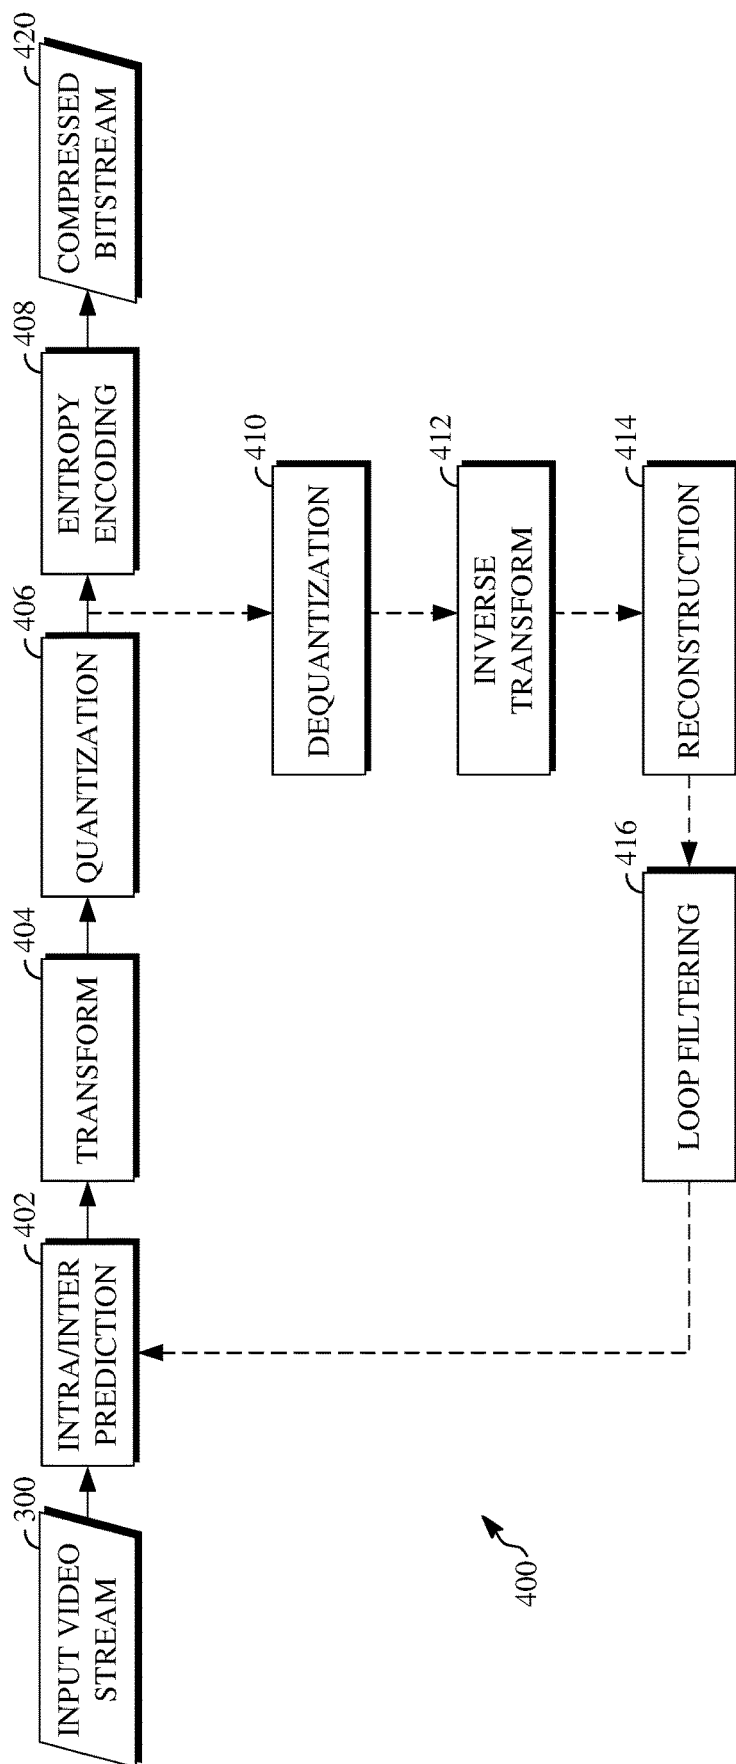 300
INPUT VIDEO
STREAM
402
INTRA/INTER
PREDICTION
404
TRANSFORM
406
QUANTIZATION
408
ENTROPY
ENCODING
420
COMPRESSED
BITSTREAM
410
DEQUANTIZATION
412
INVERSE
TRANSFORM
414
RECONSTRUCTION
416
LOOP FILTERING
400